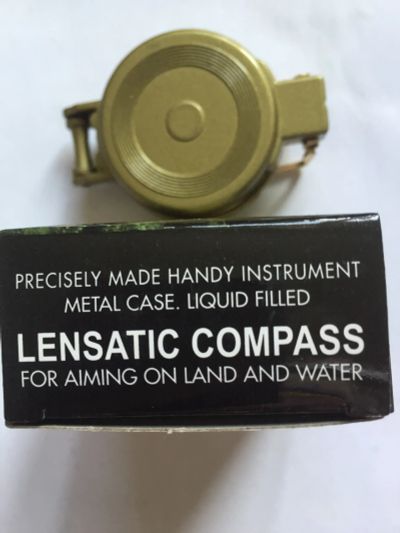 PRECISELY MADE HANDY INSTRUMENT
METAL CASE. LIQUID FILLED
LENSATIC COMPASS
FOR AIMING ON LAND AND WATER